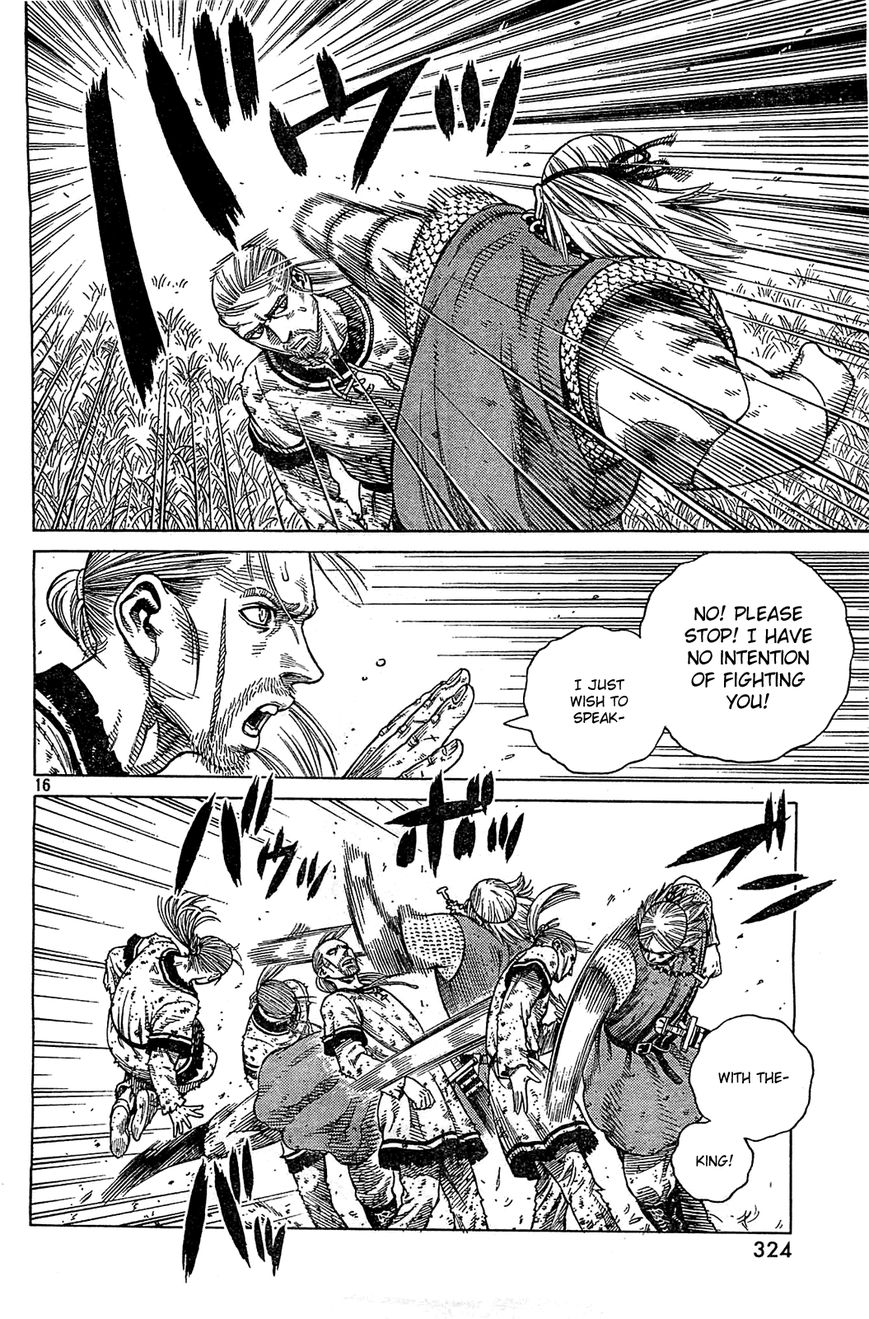 NO! PLEASE
STOP! I HAVE
NO INTENTION
OF FIGHTING
YOU!
I JUST
WISH TO
SPEAK-
16
WITH THE-
KING!
324